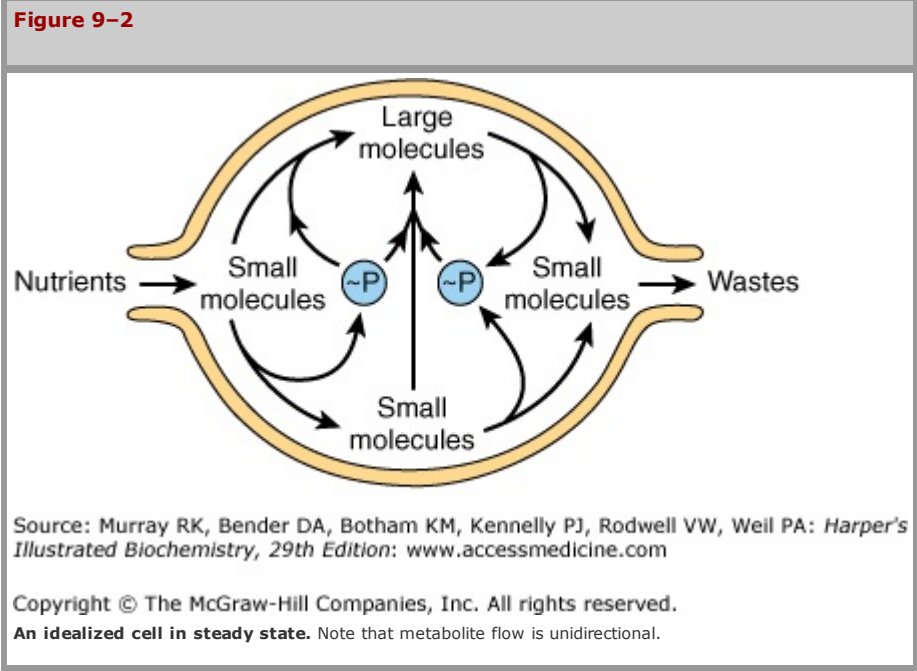 Figure 9–2
Large
molecules
Nutrients
Small
molecules
~P
~P
Small
molecules
Wastes
Small
molecules
Source: Murray RK, Bender DA, Botham KM, Kennelly PJ, Rodwell VW, Weil PA: Harper's
Illustrated Biochemistry, 29th Edition: www.accessmedicine.com
Copyright © The McGraw-Hill Companies, Inc. All rights reserved.
An idealized cell in steady state. Note that metabolite flow is unidirectional.